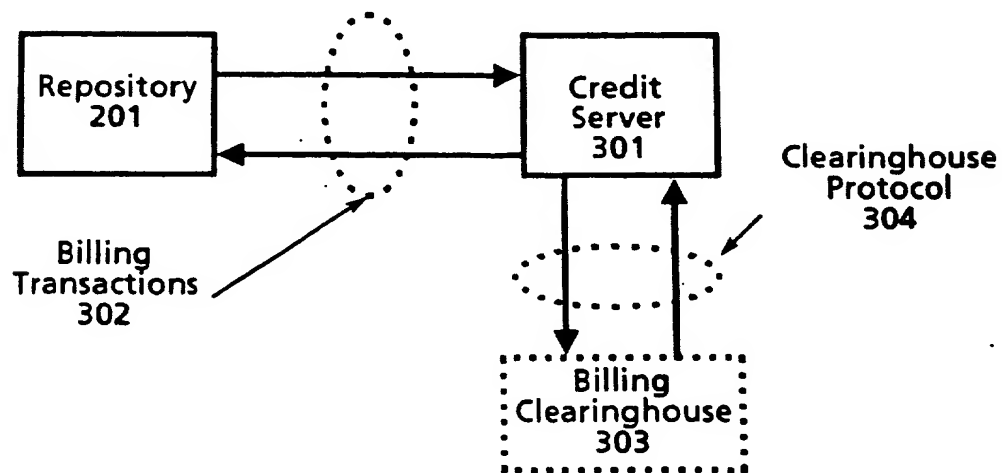 Repository
201
Credit
Server
301
Clearinghouse
Protocol
304
Billing
Transactions
302
Billing
Clearinghouse
303